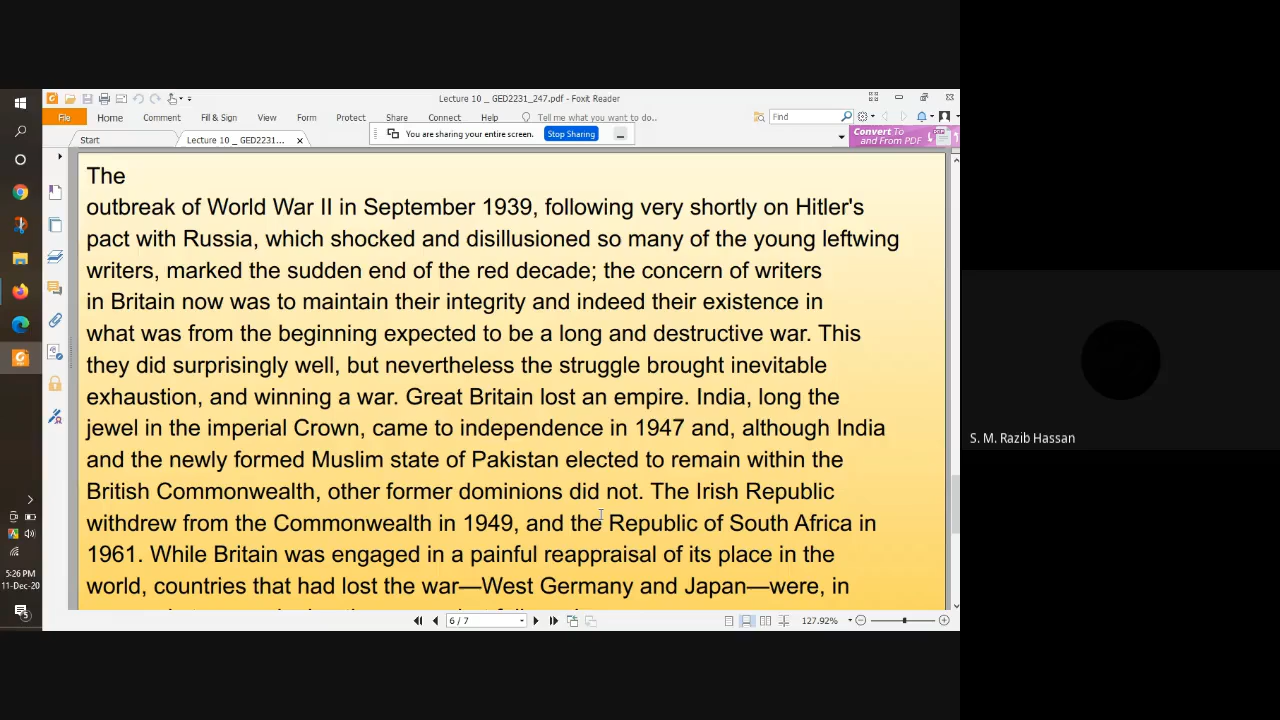 Lecture 10 _ GED2231_247.pdf - Foxit Reader
File Home Comment Fill & Sign View Form Protect Share Connect Help Tell me what you want to do.. Find
You are sharing your entire screen. Stop Sharing
Convert To
and From PDF
Start Lecture 10 _ GED2231...
The
outbreak of World War II in September 1939, following very shortly on Hitler's
pact with Russia, which shocked and disillusioned so many of the young leftwing
writers, marked the sudden end of the red decade; the concern of writers
in Britain now was to maintain their integrity and indeed their existence in
what was from the beginning expected to be a long and destructive war. This
they did surprisingly well, but nevertheless the struggle brought inevitable
exhaustion, and winning a war. Great Britain lost an empire. India, long the
jewel in the imperial Crown, came to independence in 1947 and, although India
and the newly formed Muslim state of Pakistan elected to remain within the
British Commonwealth, other former dominions did not. The Irish Republic
withdrew from the Commonwealth in 1949, and the Republic of South Africa in
1961. While Britain was engaged in a painful reappraisal of its place in the
world, countries that had lost the war—West Germany and Japan—were, in
6 / 7
127.92%
5:26 PM
11-Dec-20
5
S. M. Razib Hassan